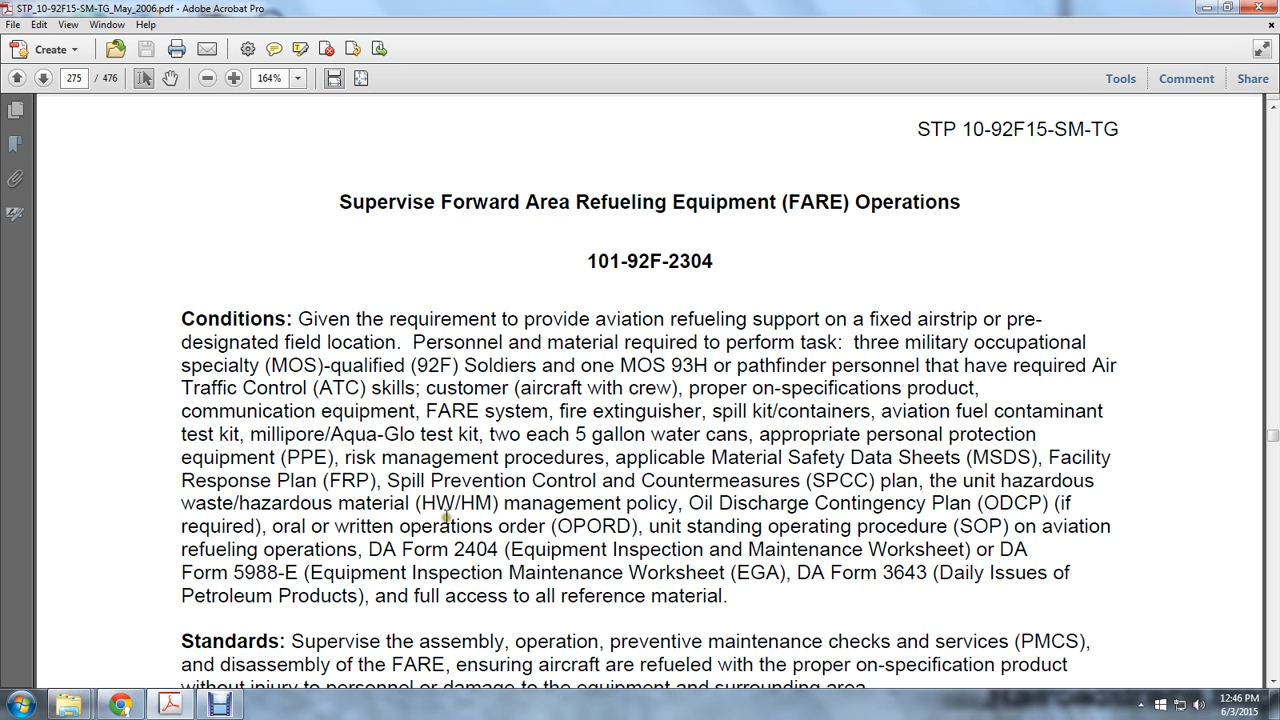 STP_10-92F15-SM-TG_May_2006.pdf - Adobe Acrobat Pro
File Edit View Window Help
Create
275 / 476 164% Tools Comment Share
STP 10-92F15-SM-TG
Supervise Forward Area Refueling Equipment (FARE) Operations
101-92F-2304
Conditions: Given the requirement to provide aviation refueling support on a fixed airstrip or pre-
designated field location. Personnel and material required to perform task: three military occupational
specialty (MOS)-qualified (92F) Soldiers and one MOS 93H or pathfinder personnel that have required Air
Traffic Control (ATC) skills; customer (aircraft with crew), proper on-specifications product,
communication equipment, FARE system, fire extinguisher, spill kit/containers, aviation fuel contaminant
test kit, millipore/Aqua-Glo test kit, two each 5 gallon water cans, appropriate personal protection
equipment (PPE), risk management procedures, applicable Material Safety Data Sheets (MSDS), Facility
Response Plan (FRP), Spill Prevention Control and Countermeasures (SPCC) plan, the unit hazardous
waste/hazardous material (HW/HM) management policy, Oil Discharge Contingency Plan (ODCP) (if
required), oral or written operations order (OPORD), unit standing operating procedure (SOP) on aviation
refueling operations, DA Form 2404 (Equipment Inspection and Maintenance Worksheet) or DA
Form 5988-E (Equipment Inspection Maintenance Worksheet (EGA), DA Form 3643 (Daily Issues of
Petroleum Products), and full access to all reference material.
Standards: Supervise the assembly, operation, preventive maintenance checks and services (PMCS),
and disassembly of the FARE, ensuring aircraft are refueled with the proper on-specification product
without injury to personnel or damage to the equipment and surrounding area.
12:46 PM
6/3/2015